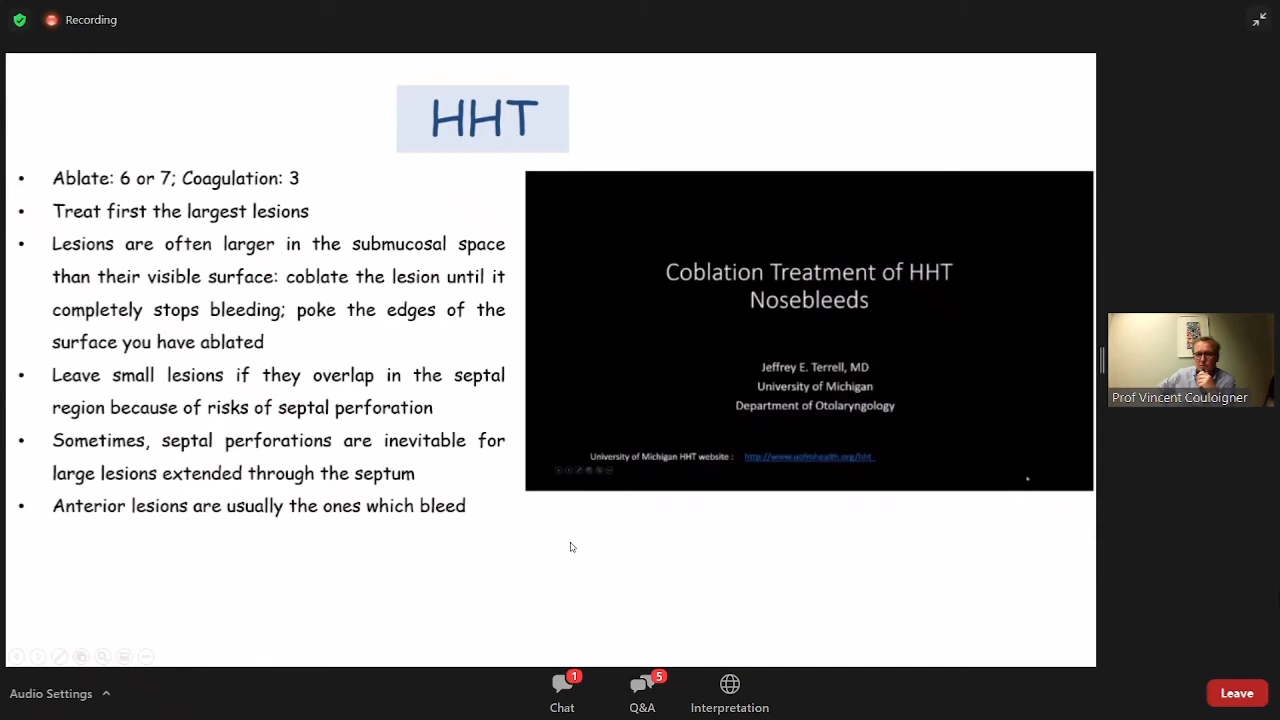 Recording
HHT
• Ablate: 6 or 7; Coagulation: 3
• Treat first the largest lesions
• Lesions are often larger in the submucosal space
than their visible surface: coblate the lesion until it
completely stops bleeding; poke the edges of the
surface you have ablated
• Leave small lesions if they overlap in the septal
region because of risks of septal perforation
• Sometimes, septal perforations are inevitable for
large lesions extended through the septum
• Anterior lesions are usually the ones which bleed
Coblation Treatment of HHT
Nosebleeds
Jeffrey E. Terrell, MD
University of Michigan
Department of Otolaryngology
University of Michigan HHT website :
Prof Vincent Couloigner
Audio Settings
1
Chat
5
Q&A
Interpretation
Leave